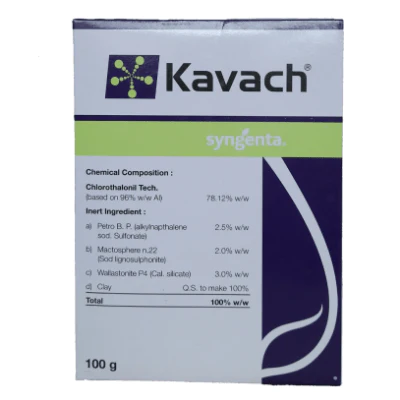 Kavach®
syngenta.
Chemical Composition :
Chlorothalonil Tech.
(based on 96% w/w AI) 78.12% w/w
Inert Ingredient :
a) Petro B. P. (alkylnapthalene 2.5% w/w
sod. Sulfonate)
b) Mactosphere n.22 2.0% w/w
(Sod lignosulphonite)
c) Wallastonite P4 (Cal. silicate) 3.0% w/w
d) Clay Q.S. to make 100%
Total 100% w/w
100 g